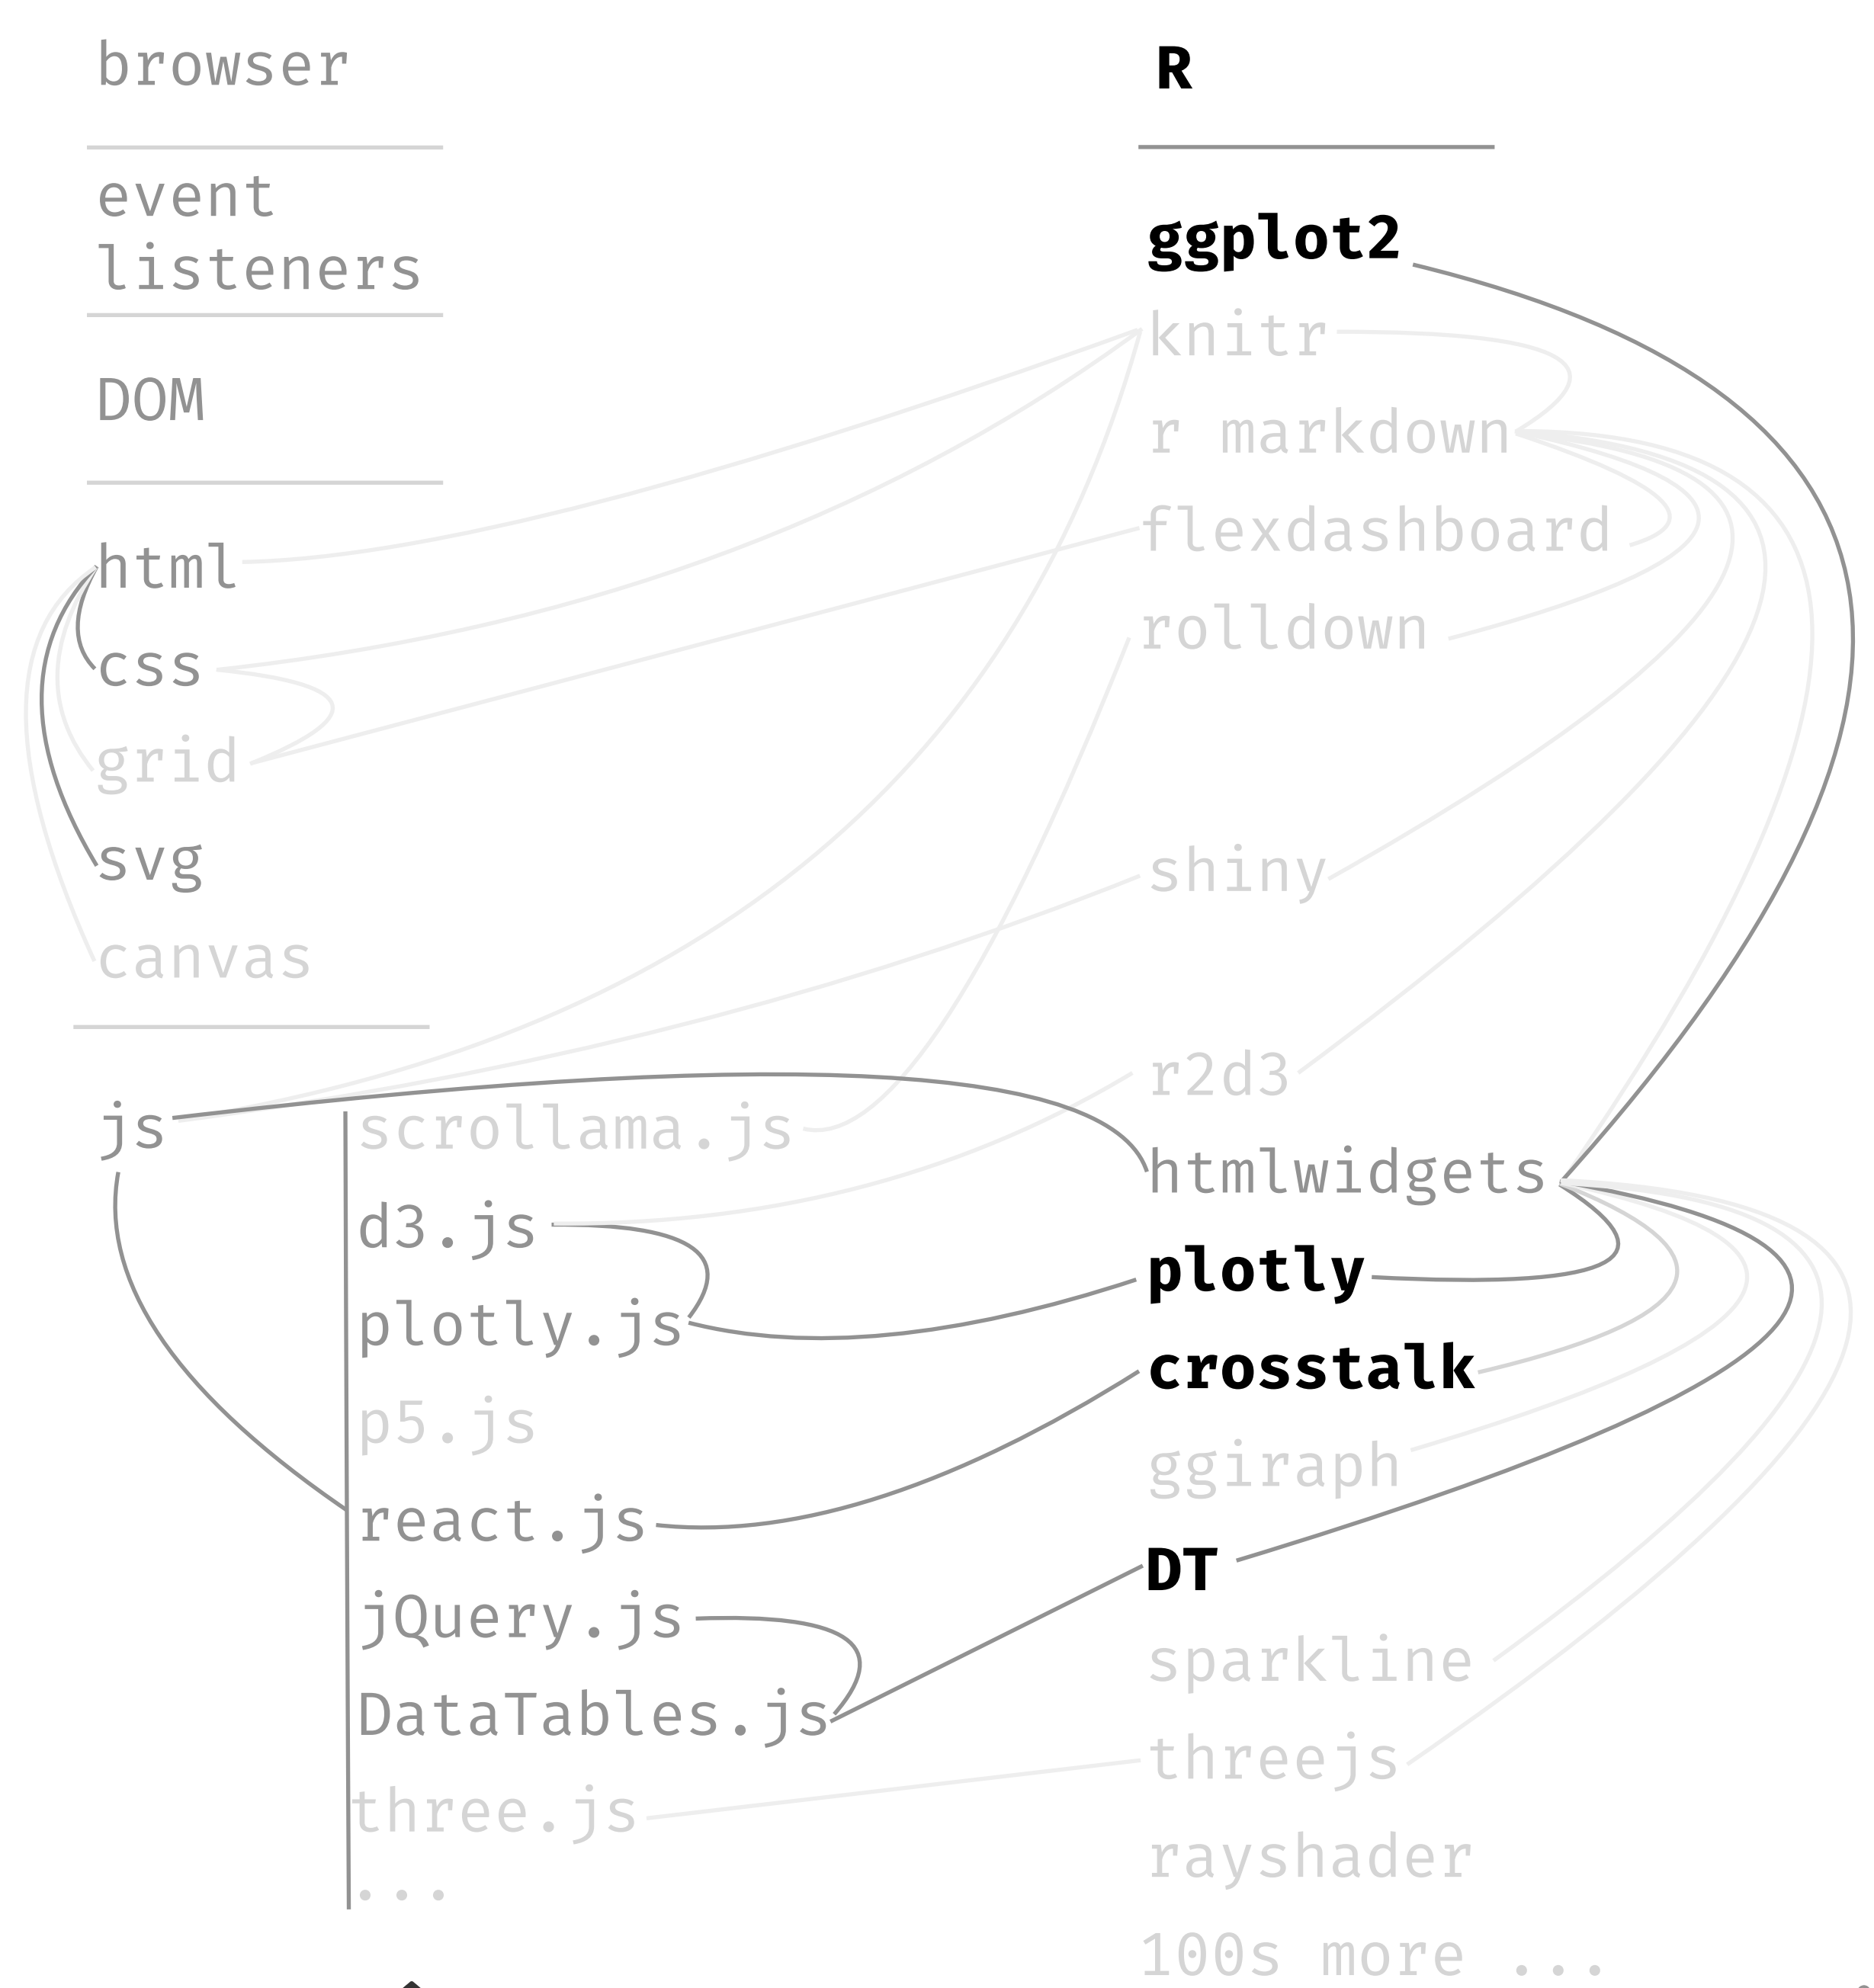 browser
event
listeners
DOM
html
css
grid
svg
canvas
js
scrollama.js
d3.js
plotly.js
p5.js
react.js
jQuery.js
DataTables.js
three.js
...
R
ggplot2
knitr
r markdown
flexdashboard
rolldown
shiny
r2d3
htmlwidgets
plotly
crosstalk
ggiraph
DT
sparkline
threejs
rayshader
100s more ...